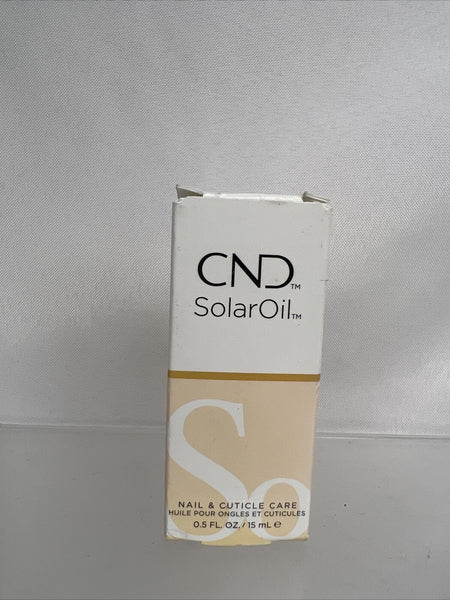 CND™
SolarOil™
So
NAIL & CUTICLE CARE
HUILE POUR ONGLES ET CUTICULES
0.5 FL. OZ. / 15 mL ℮